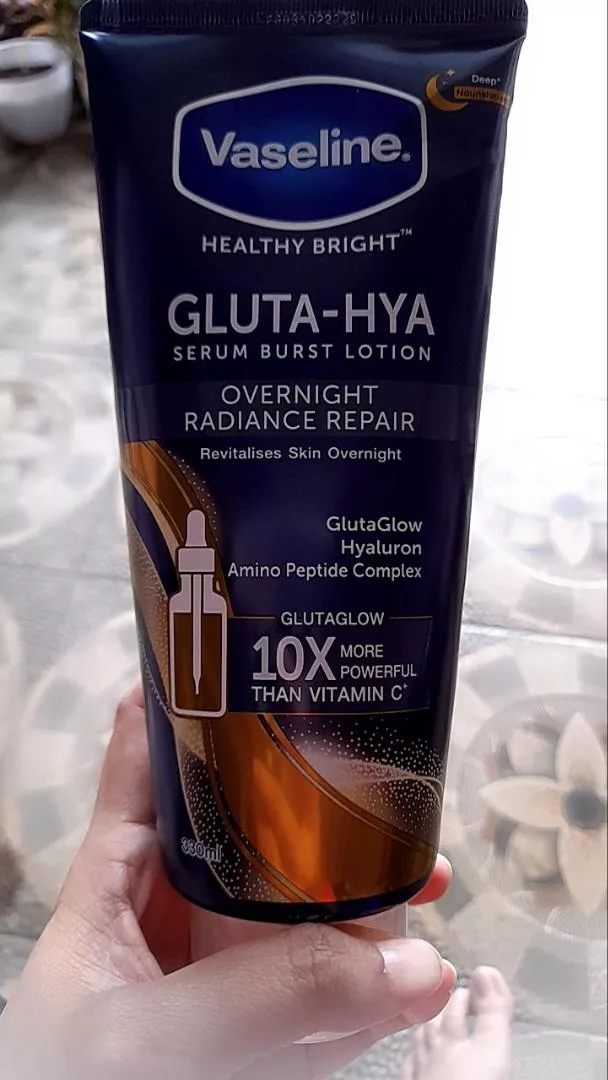 Deep*
Vaseline®
HEALTHY BRIGHT™
GLUTA-HYA
SERUM BURST LOTION
OVERNIGHT
RADIANCE REPAIR
Revitalises Skin Overnight
GlutaGlow
Hyaluron
Amino Peptide Complex
GLUTAGLOW
10X MORE
POWERFUL
THAN VITAMIN C⁺
330ml